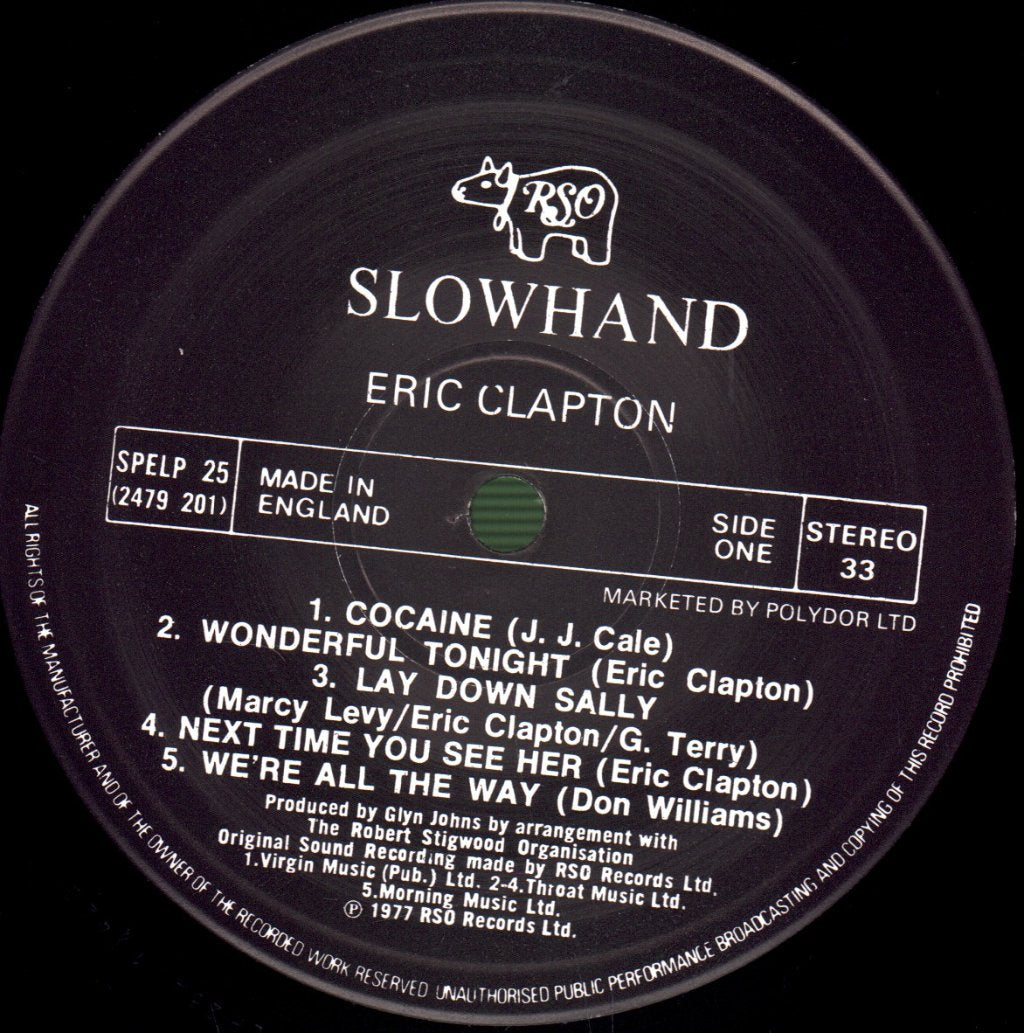 RSO
SLOWHAND
ERIC CLAPTON
SPELP 25
(2479 201)
MADE IN
ENGLAND
SIDE
ONE
STEREO
33
MARKETED BY POLYDOR LTD
1. COCAINE (J. J. Cale)
2. WONDERFUL TONIGHT (Eric Clapton)
3. LAY DOWN SALLY
(Marcy Levy/Eric Clapton/G. Terry)
4. NEXT TIME YOU SEE HER (Eric Clapton)
5. WE'RE ALL THE WAY (Don Williams)
Produced by Glyn Johns by arrangement with
The Robert Stigwood Organisation
Original Sound Recording made by RSO Records Ltd.
1.Virgin Music (Pub.) Ltd. 2-4.Throat Music Ltd.
5.Morning Music Ltd.
℗ 1977 RSO Records Ltd.
ALL RIGHTS OF THE MANUFACTURER AND OF THE OWNER OF THE RECORDED WORK RESERVED UNAUTHORISED PUBLIC PERFORMANCE BROADCASTING AND COPYING OF THIS RECORD PROHIBITED